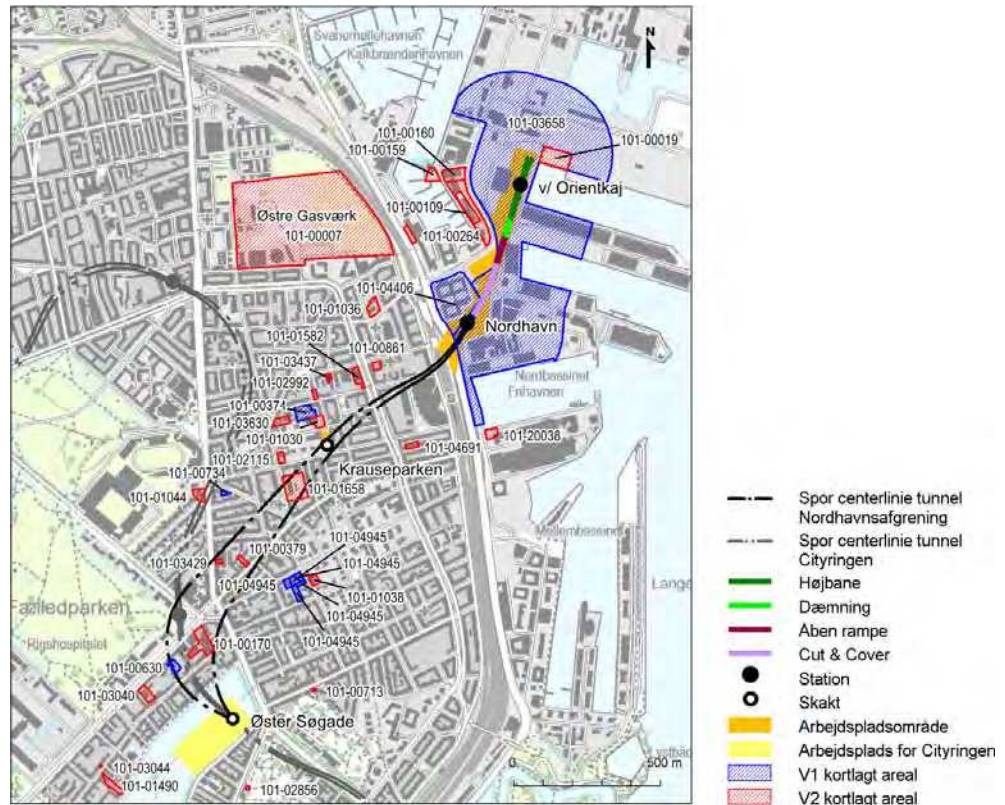 Svanemøllehavnen
Kalkbrænderihavnen
N
101-03658
101-00160
101-00159
101-00019
v/ Orientkaj
101-00109
101-00264
Østre Gasværk
101-00007
101-04406
101-01036
Nordhavn
101-01582
101-00861
101-03437
101-02992
Nordbassinet
Frihavnen
101-00374
101-03630
101-01030
101-20038
101-04691
101-02115
Krauseparken
101-00734
101-01658
101-01044
Mellembassinet
S
101-00379
101-04945
101-04945
101-03429
101-04945
101-01038
Lange
101-04945
101-04945
Fælledparken
Rigshospitalet
101-00170
101-00630
101-03040
101-00713
Øster Søgade
101-03044
101-01490
101-02856
0 500 m
Spor centerlinie tunnel
Nordhavnsafgrening
Spor centerlinie tunnel
Cityringen
Højbane
Dæmning
Aben rampe
Cut & Cover
Station
Skakt
Arbejdspladsområde
Arbejdsplads for Cityringen
V1 kortlagt areal
V2 kortlagt areal